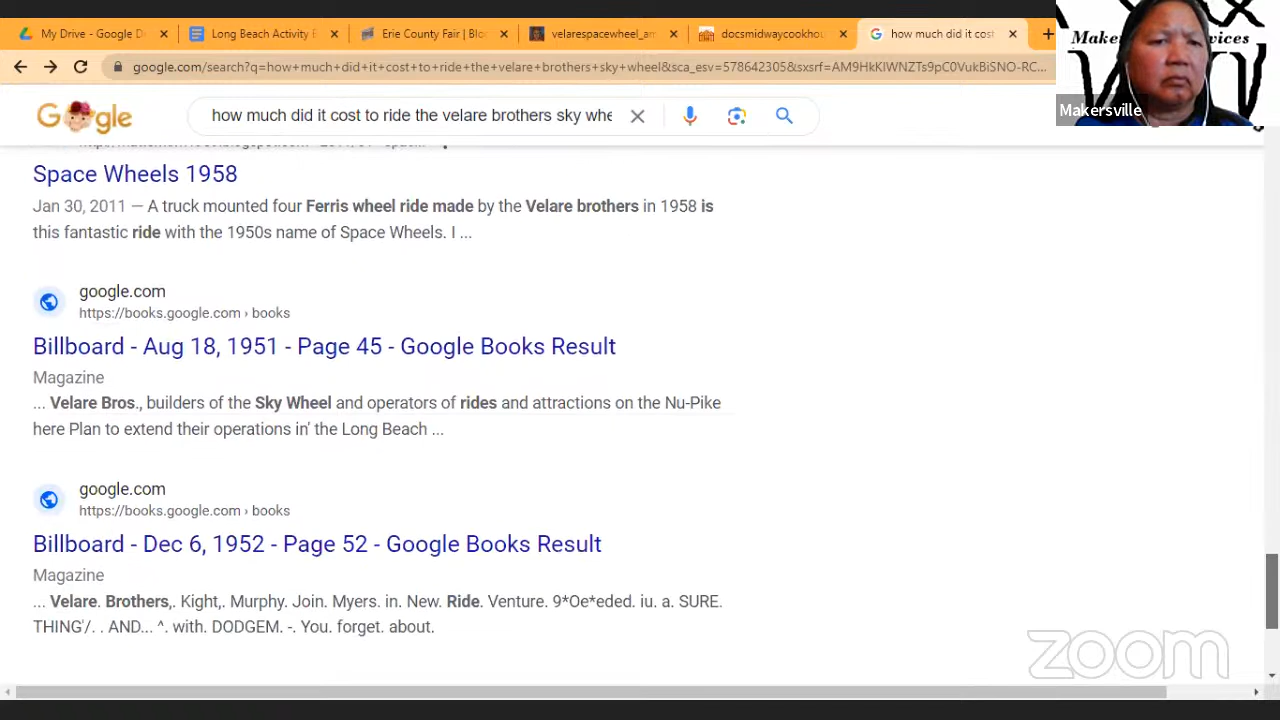 My Drive - Google D
Long Beach Activity
Erie County Fair | Blo
velarespacewheel_am
docsmidwaycookhou
how much did it cost
google.com/search?q=how+much+did+it+cost+to+ride+the+velare+brothers+sky+wheel&sca_esv=578642305&sxsrf=AM9HkKlWNZTs9pC0VukBiSNO-RC...
Google
how much did it cost to ride the velare brothers sky whe
Makersville
Space Wheels 1958
Jan 30, 2011 — A truck mounted four Ferris wheel ride made by the Velare brothers in 1958 is
this fantastic ride with the 1950s name of Space Wheels. I ...
google.com
https://books.google.com › books
Billboard - Aug 18, 1951 - Page 45 - Google Books Result
Magazine
... Velare Bros., builders of the Sky Wheel and operators of rides and attractions on the Nu-Pike
here Plan to extend their operations in' the Long Beach ...
google.com
https://books.google.com › books
Billboard - Dec 6, 1952 - Page 52 - Google Books Result
Magazine
... Velare. Brothers,. Kight,. Murphy. Join. Myers. in. New. Ride. Venture. 9*Oe*eded. iu. a. SURE.
THING'/. . AND... ^. with. DODGEM. -. You. forget. about.
zoom